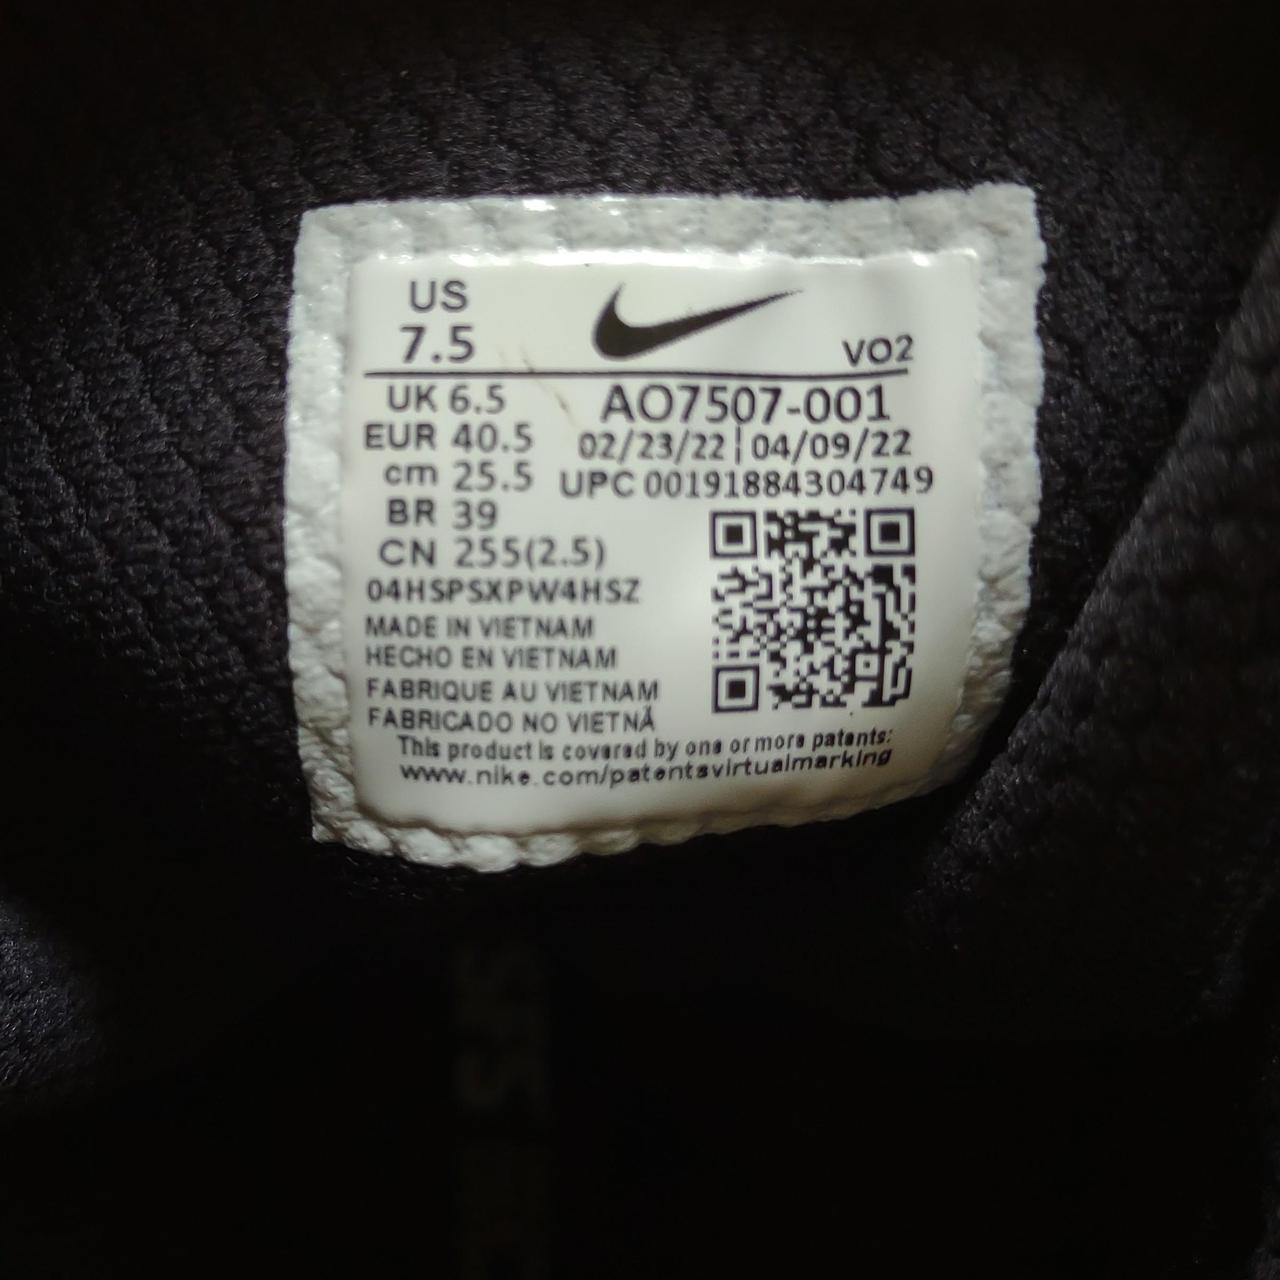 US
7.5
VO2
UK 6.5
AO7507-001
EUR 40.5
02/23/22 | 04/09/22
cm 25.5
UPC 00191884304749
BR 39
CN 255(2.5)
04HSPSXPW4HSZ
MADE IN VIETNAM
HECHO EN VIETNAM
FABRIQUE AU VIETNAM
FABRICADO NO VIETNÃ
This product is covered by one or more patents:
www.nike.com/patentsvirtualmarking